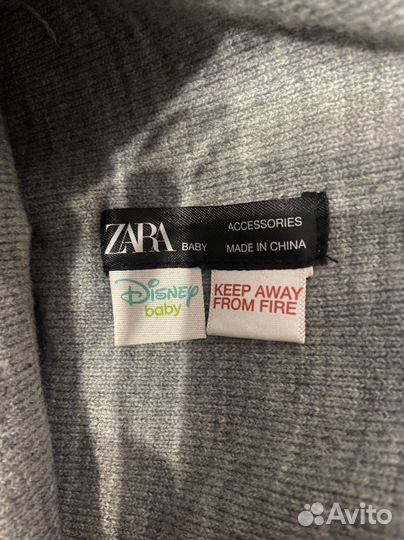 ZARA BABY ACCESSORIES
MADE IN CHINA
Disney
baby
KEEP AWAY
FROM FIRE
Avito